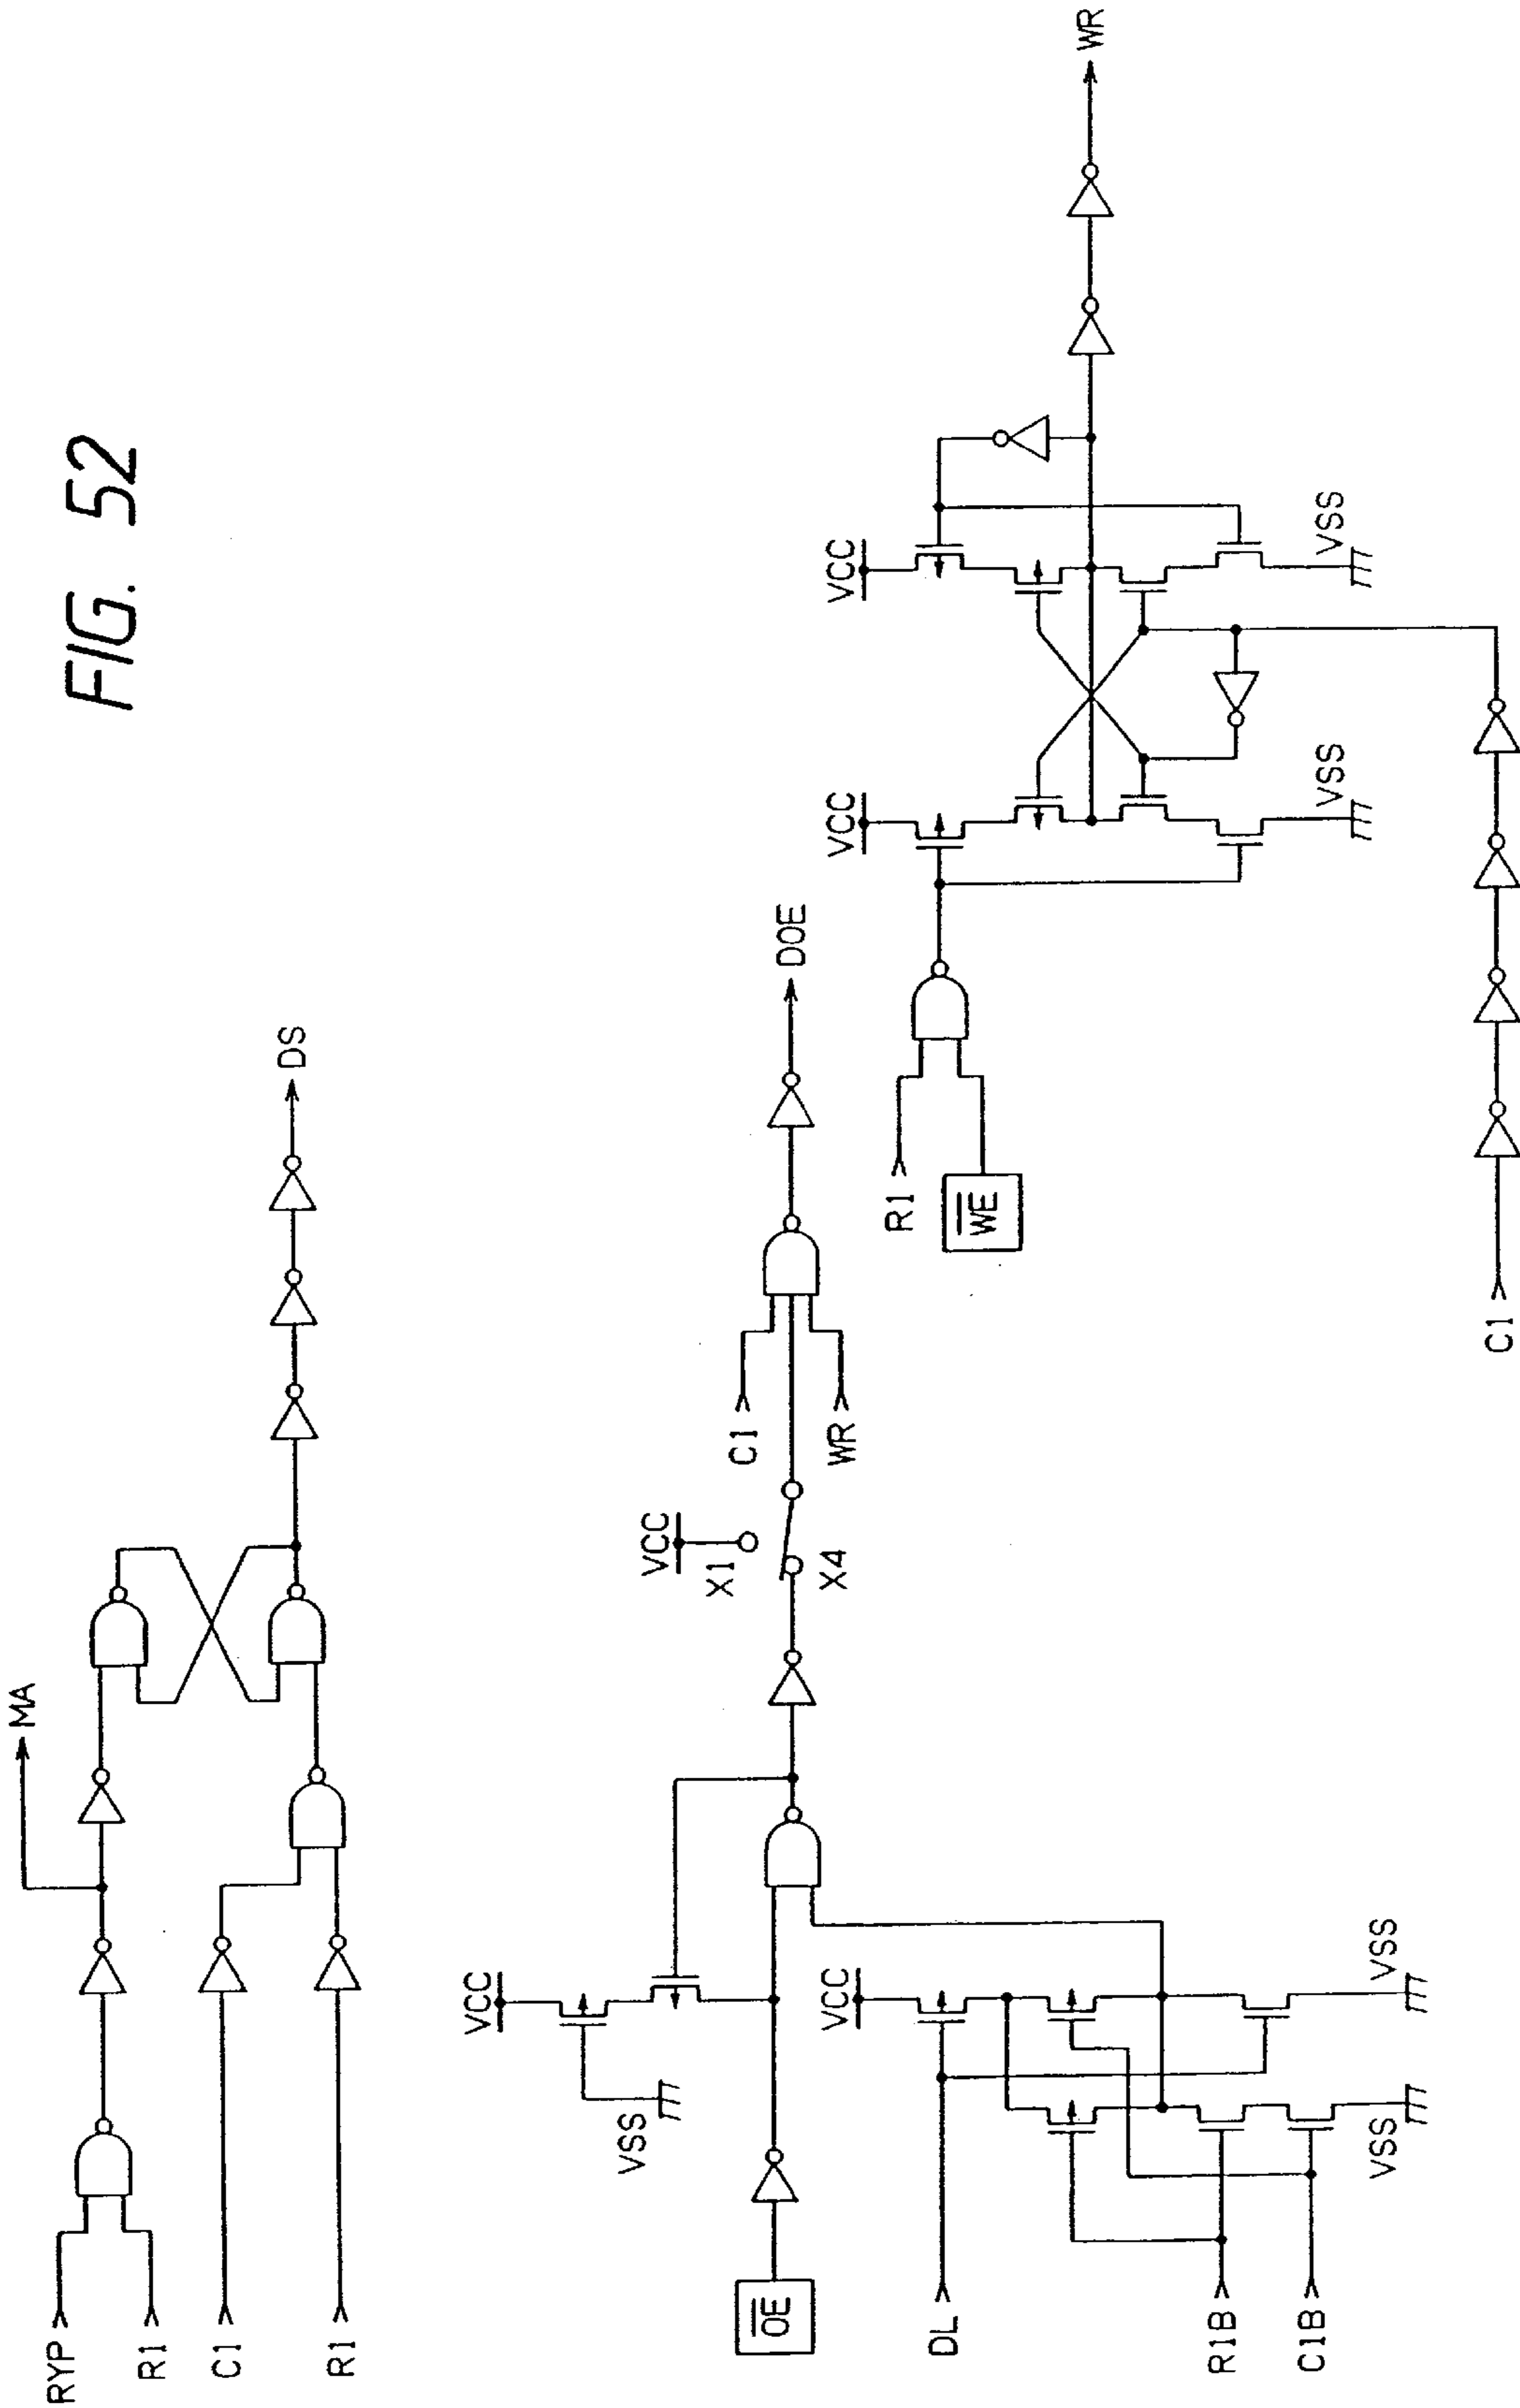 FIG. 52
RYP
R1
C1
R1
MA
DS
VCC
VSS
OE
VCC
DL
R1B
C1B
VSS
VSS
VCC
X1
X4
C1
WR
DOE
R1
WE
VCC
VSS
VCC
VSS
C1
WR